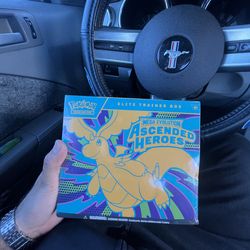 Pokémon
ELITE TRAINER BOX
MEGA EVOLUTION
ASCENDED
HEROES